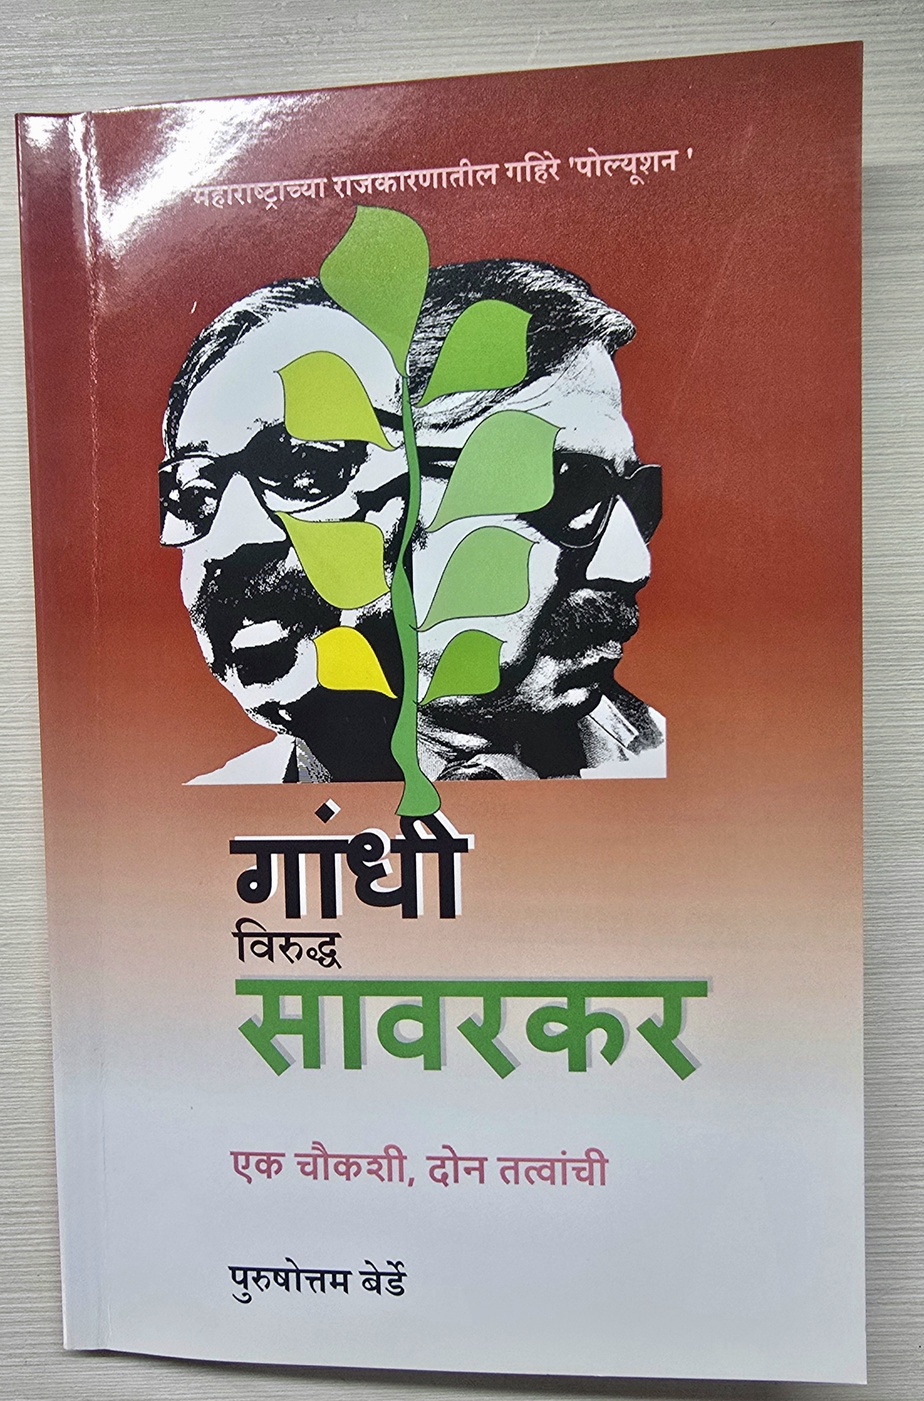 महाराष्ट्राच्या राजकारणातील गहिरे 'पोल्यूशन '
गांधी
विरुद्ध
सावरकर
एक चौकशी, दोन तत्वांची
पुरुषोत्तम बेर्डे